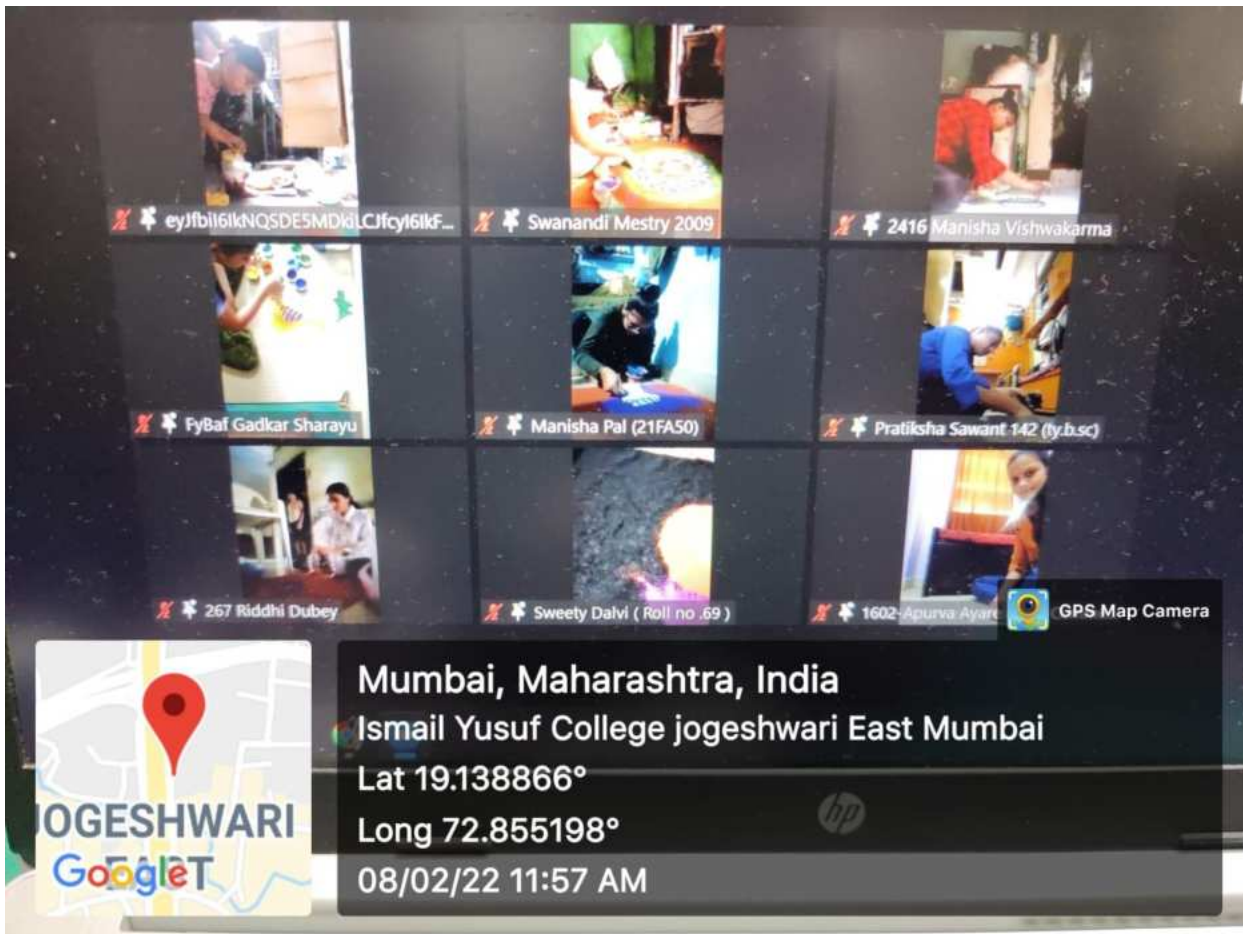 Swanandi Mestry 2009
2416 Manisha Vishwakarma
FyBaf Gadkar Sharayu
Manisha Pal (21FA50)
Pratiksha Sawant 142 (ty.b.sc)
267 Riddhi Dubey
Sweety Dalvi ( Roll no .69 )
1602-Apurva Ayare
GPS Map Camera
Mumbai, Maharashtra, India
Ismail Yusuf College jogeshwari East Mumbai
Lat 19.138866°
Long 72.855198°
08/02/22 11:57 AM
JOGESHWARI
EAST
Google
hp